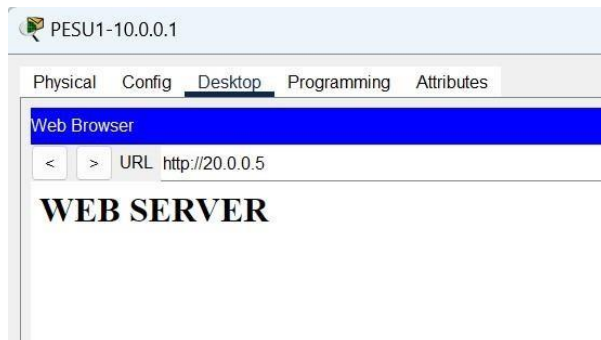 PESU1-10.0.0.1
Physical Config Desktop Programming Attributes
Web Browser
< > URL http://20.0.0.5
WEB SERVER